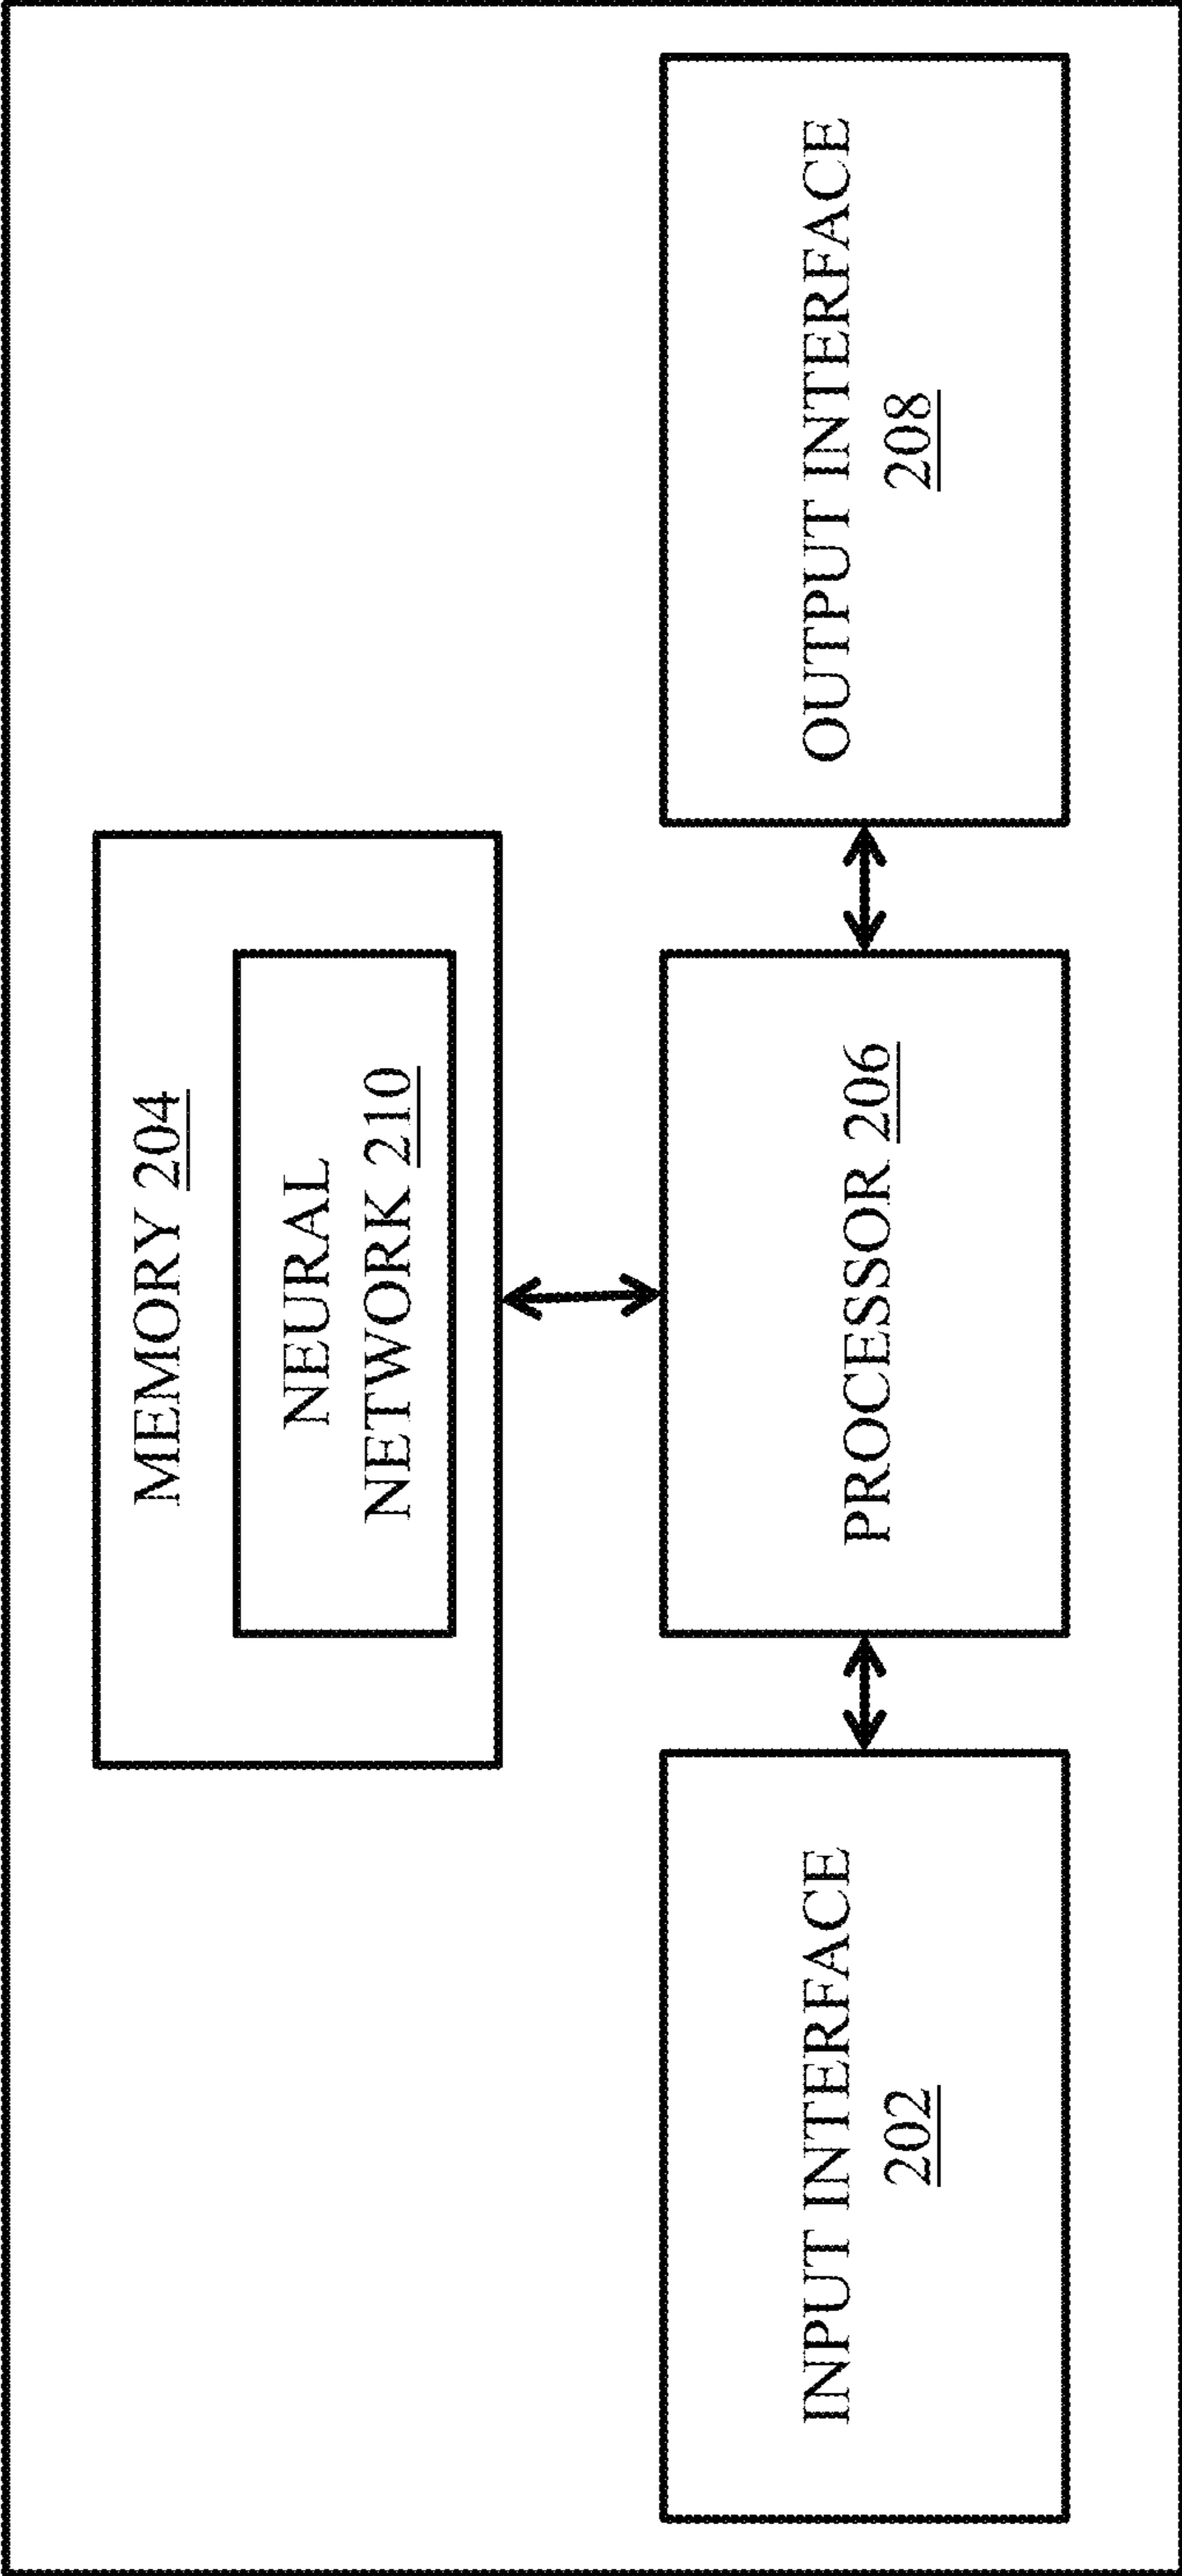 MEMORY 204
NEURAL
NETWORK 210
INPUT INTERFACE
202
PROCESSOR 206
OUTPUT INTERFACE
208